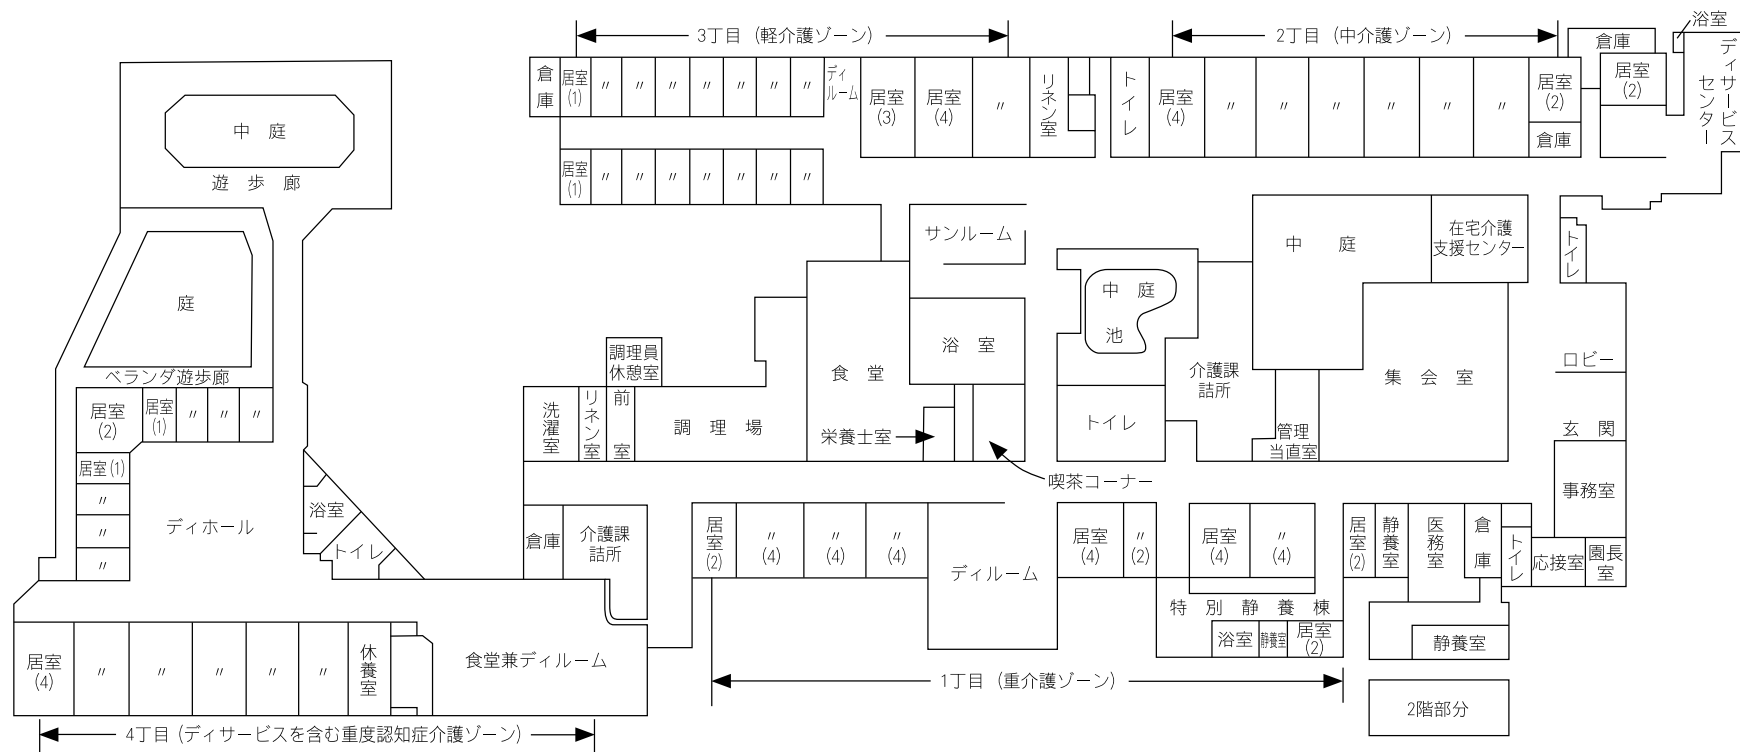 3丁目（軽介護ゾーン）
2丁目（中介護ゾーン）
浴室
倉庫
居室
(2)
ディサービス
センター
倉庫
居室
(1)
〃
〃
〃
〃
〃
〃
〃
ディ
ルーム
居室
(3)
居室
(4)
〃
リネン室
トイレ
居室
(4)
〃
〃
〃
〃
〃
〃
居室
(2)
倉庫
居室
(1)
〃
〃
〃
〃
〃
〃
〃
中庭
遊歩廊
庭
ベランダ遊歩廊
居室
(2)
居室
(1)
〃
〃
〃
居室(1)
〃
〃
〃
ディホール
浴室
トイレ
サンルーム
浴室
食堂
調理員
休憩室
洗濯室
リネン室
前室
調理場
栄養士室
喫茶コーナー
中庭
池
トイレ
中庭
在宅介護
支援センター
介護課
詰所
集会室
管理
当直室
トイレ
ロビー
玄関
事務室
応接室
園長
室
倉庫
介護課
詰所
居室
(2)
〃
(4)
〃
(4)
〃
(4)
ディルーム
居室
(4)
〃
(2)
居室
(4)
〃
(4)
居室
(2)
静養室
医務室
倉庫
トイレ
特別静養棟
浴室
静養室
居室
(2)
静養室
2階部分
居室
(4)
〃
〃
〃
〃
〃
休養室
食堂兼ディルーム
1丁目（重介護ゾーン）
4丁目（ディサービスを含む重度認知症介護ゾーン）